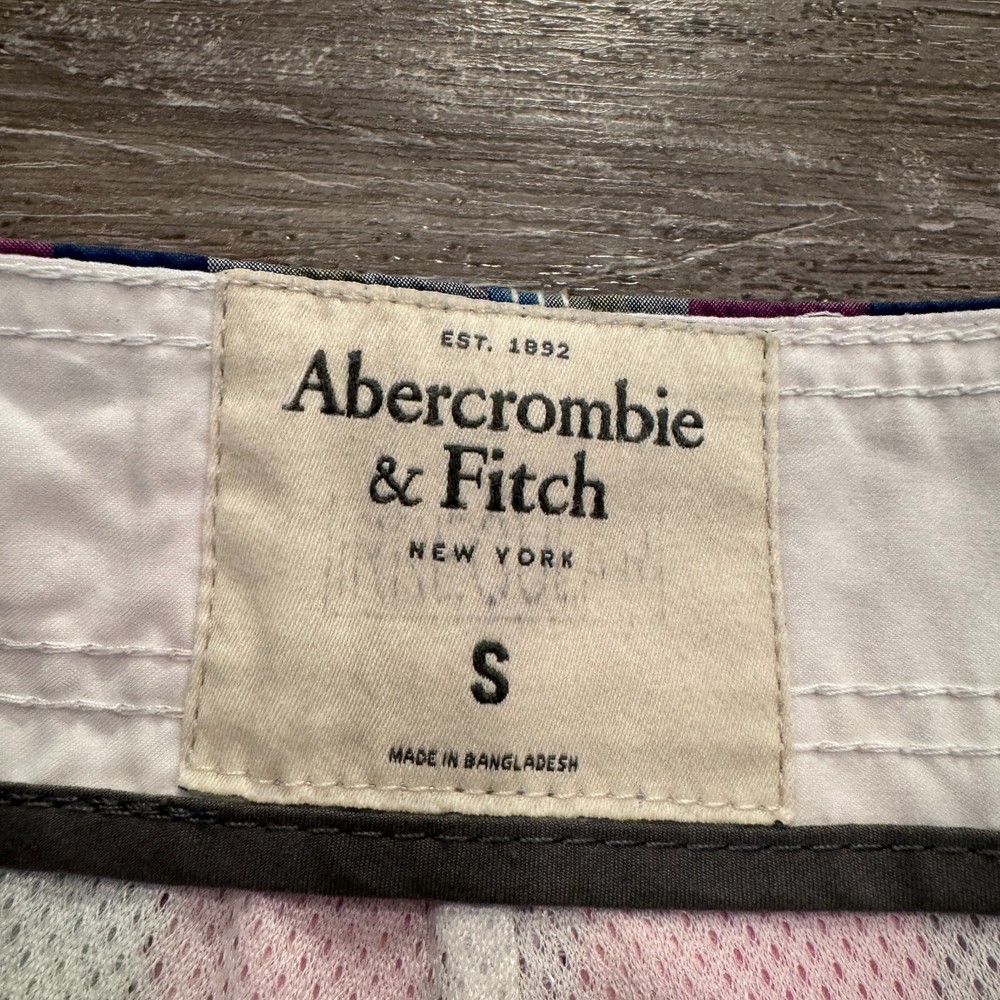 EST. 1892
Abercrombie
& Fitch
NEW YORK
S
MADE IN BANGLADESH